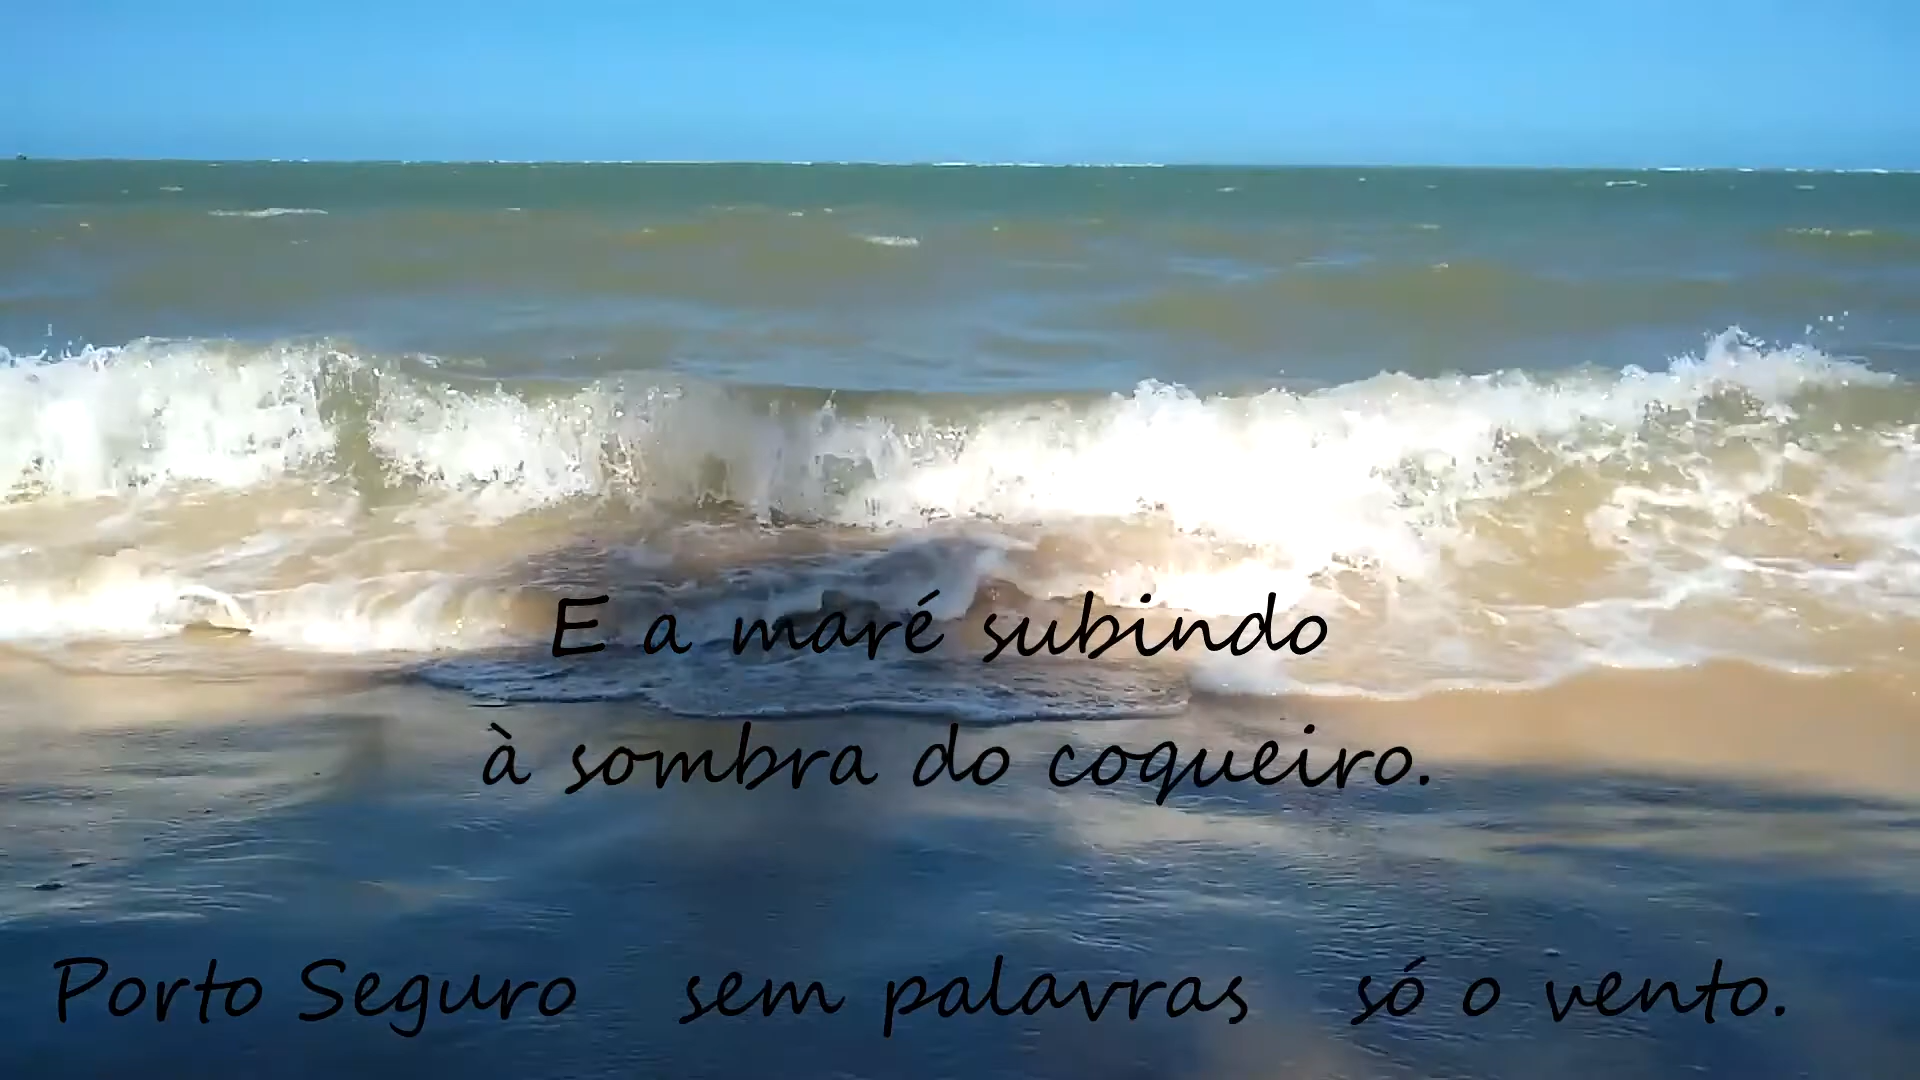 E a maré subindo
à sombra do coqueiro.
Porto Seguro sem palavras só o vento.